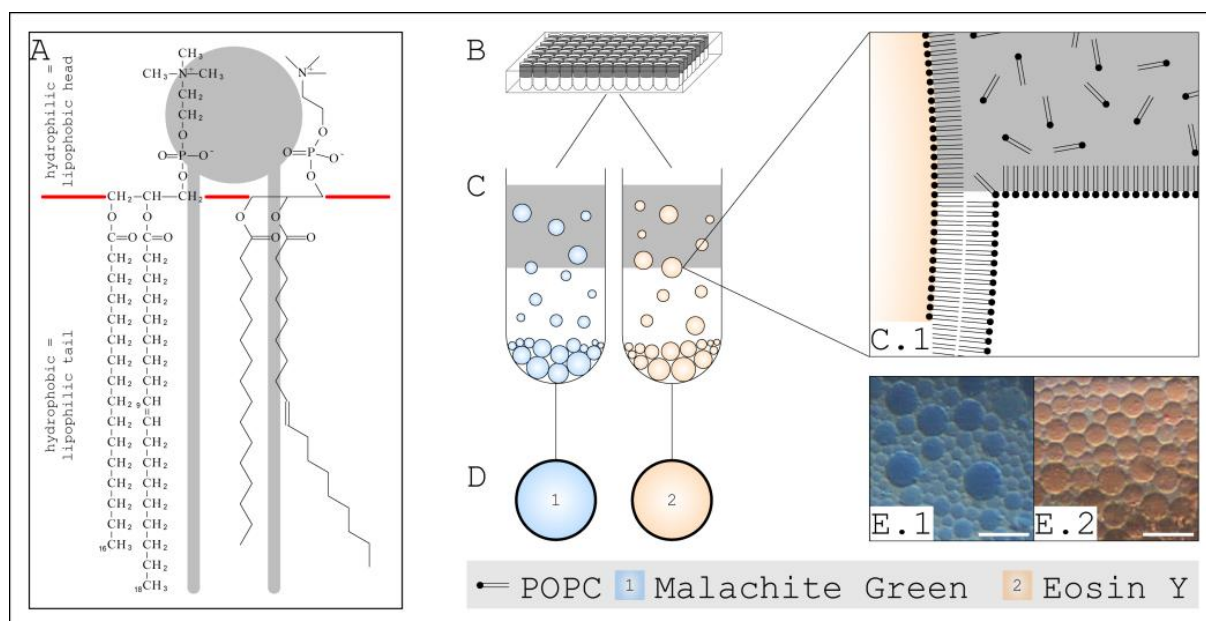 A
hydrophilic =
lipophobic head
hydrophobic =
lipophilic tail
CH₃
CH₃–N⁺–CH₃
CH₂
CH₂
O
O=P–O⁻
O
CH₂–CH–CH₂
O O
C=O C=O
CH₂ CH₂
CH₂ CH₂
CH₂ CH₂
CH₂ CH₂
CH₂ CH₂
CH₂ CH₂
CH₂ CH₂
CH₂ 9CH
CH₂ CH
CH₂ CH₂
CH₂ CH₂
CH₂ CH₂
CH₂ CH₂
CH₂ CH₂
16CH₃ CH₂
CH₂
18CH₃
N⁺
O
O=P–O⁻
O
O O
O O
B
C
C.1
D
1
2
E.1
E.2
POPC 1 Malachite Green 2 Eosin Y